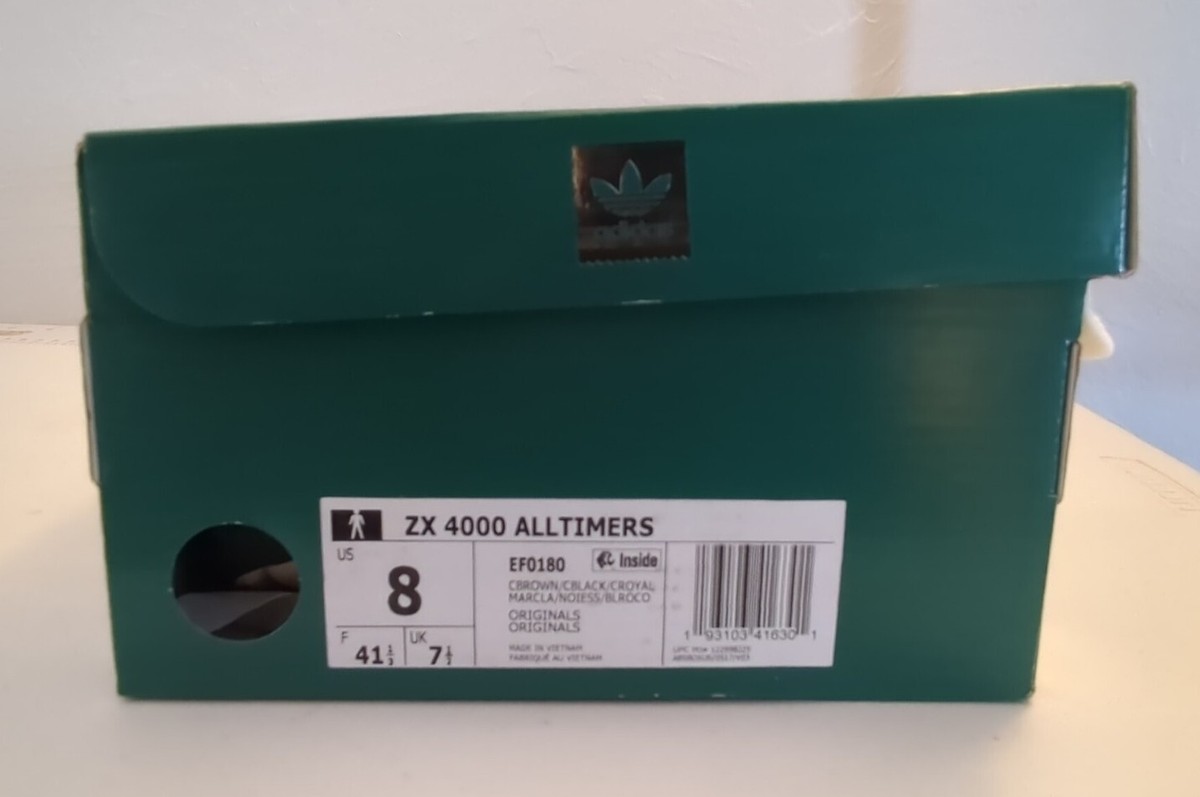 adidas
ZX 4000 ALLTIMERS
US
8
F
41⅓
UK
7½
EF0180
Inside
CBROWN/CBLACK/CROYAL
MARCLA/NOIESS/BLROCO
ORIGINALS
ORIGINALS
MADE IN VIETNAM
FABRIQUÉ AU VIETNAM
1 93103 41630 1